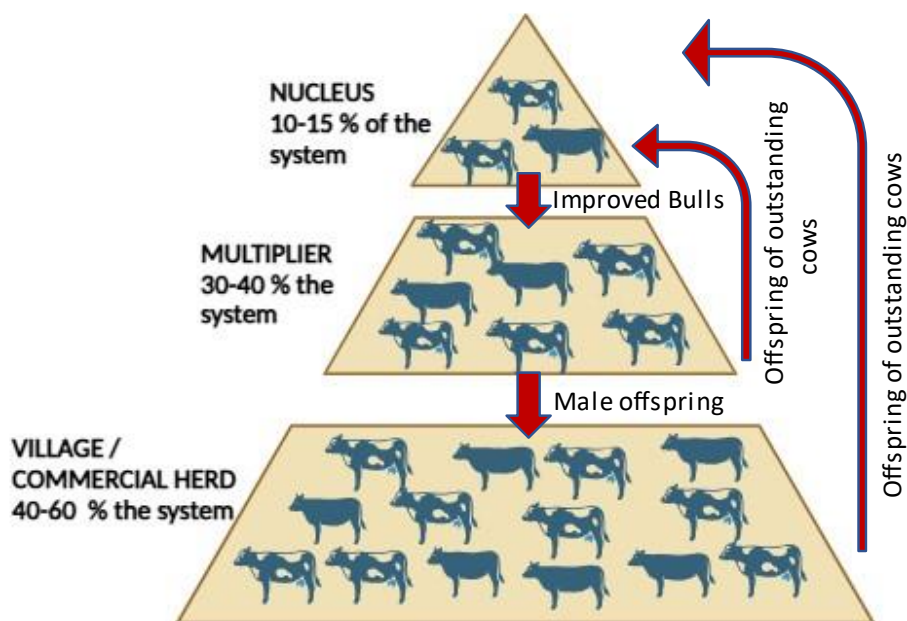 NUCLEUS
10-15 % of the
system
Improved Bulls
MULTIPLIER
30-40 % the
system
Male offspring
VILLAGE /
COMMERCIAL HERD
40-60 % the system
Offspring of outstanding
cows
Offspring of outstanding cows